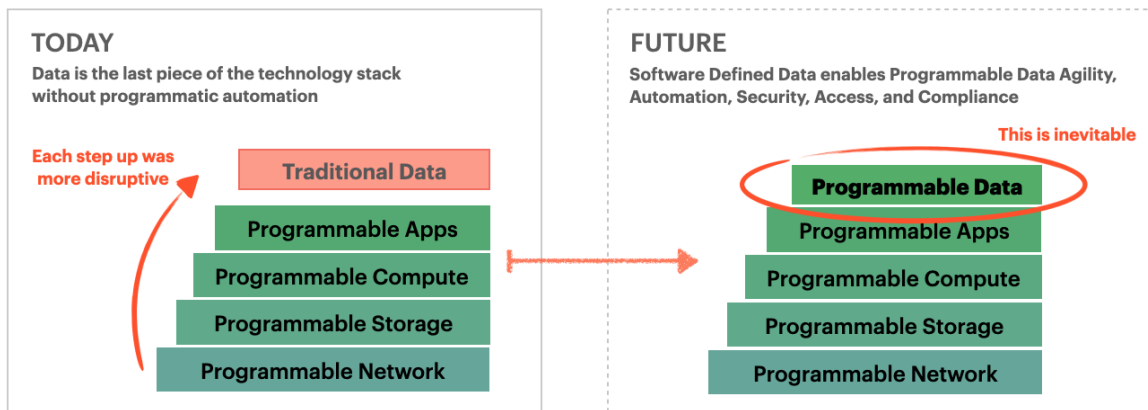 TODAY
Data is the last piece of the technology stack
without programmatic automation
Each step up was
more disruptive
Traditional Data
Programmable Apps
Programmable Compute
Programmable Storage
Programmable Network
FUTURE
Software Defined Data enables Programmable Data Agility,
Automation, Security, Access, and Compliance
This is inevitable
Programmable Data
Programmable Apps
Programmable Compute
Programmable Storage
Programmable Network